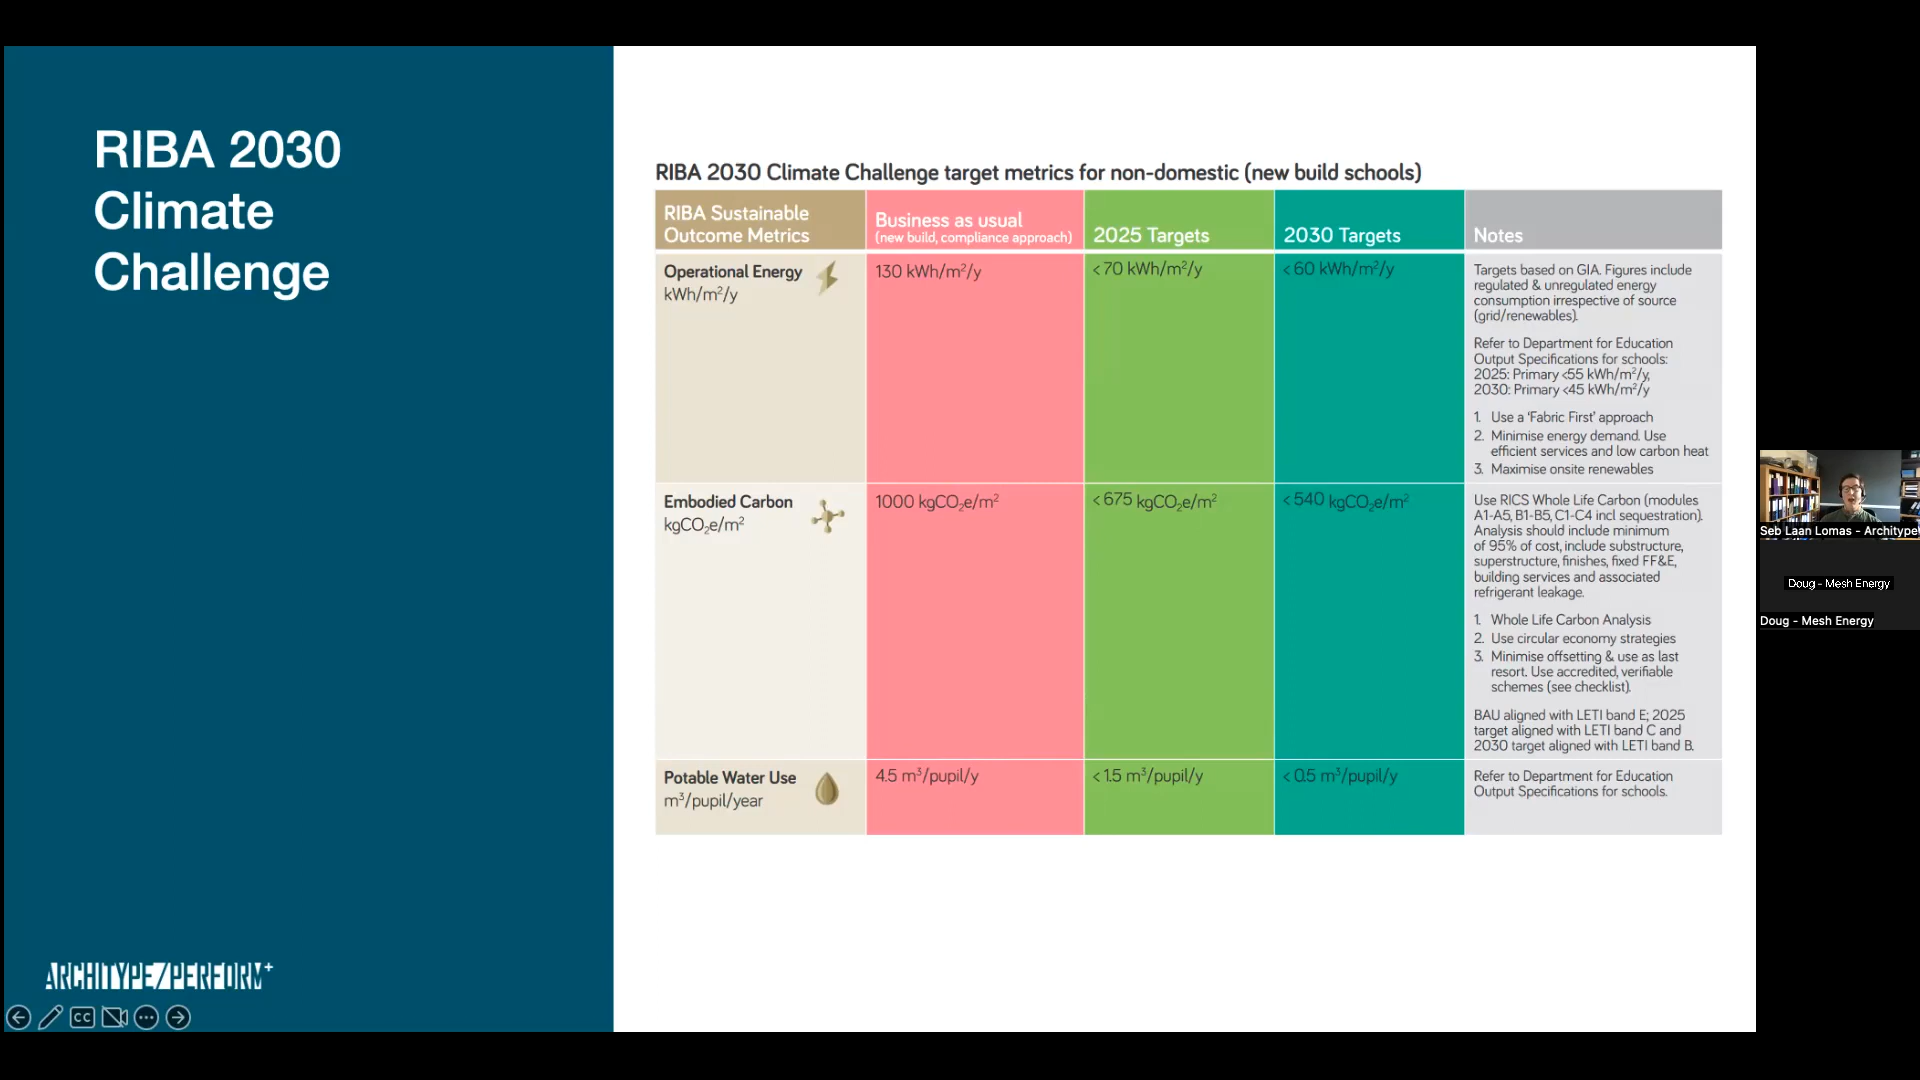 RIBA 2030
Climate
Challenge
RIBA 2030 Climate Challenge target metrics for non-domestic (new build schools)
RIBA Sustainable
Outcome Metrics
Business as usual
(new build, compliance approach)
2025 Targets
2030 Targets
Notes
Operational Energy
kWh/m²/y
130 kWh/m²/y
< 70 kWh/m²/y
< 60 kWh/m²/y
Targets based on GIA. Figures include
regulated & unregulated energy
consumption irrespective of source
(grid/renewables).
Refer to Department for Education
Output Specifications for schools:
2025: Primary <55 kWh/m²/y,
2030: Primary <45 kWh/m²/y
1. Use a ‘Fabric First’ approach
2. Minimise energy demand. Use
efficient services and low carbon heat
3. Maximise onsite renewables
Embodied Carbon
kgCO₂e/m²
1000 kgCO₂e/m²
< 675 kgCO₂e/m²
< 540 kgCO₂e/m²
Use RICS Whole Life Carbon (modules
A1-A5, B1-B5, C1-C4 incl sequestration).
Analysis should include minimum
of 95% of cost, include substructure,
superstructure, finishes, fixed FF&E,
building services and associated
refrigerant leakage.
1. Whole Life Carbon Analysis
2. Use circular economy strategies
3. Minimise offsetting & use as last
resort. Use accredited, verifiable
schemes (see checklist).
BAU aligned with LETI band E; 2025
target aligned with LETI band C and
2030 target aligned with LETI band B.
Potable Water Use
m³/pupil/year
4.5 m³/pupil/y
< 1.5 m³/pupil/y
< 0.5 m³/pupil/y
Refer to Department for Education
Output Specifications for schools.
ARCHITYPE/PERFORM+
CC
Seb Laan Lomas - Architype
Doug - Mesh Energy
Doug - Mesh Energy